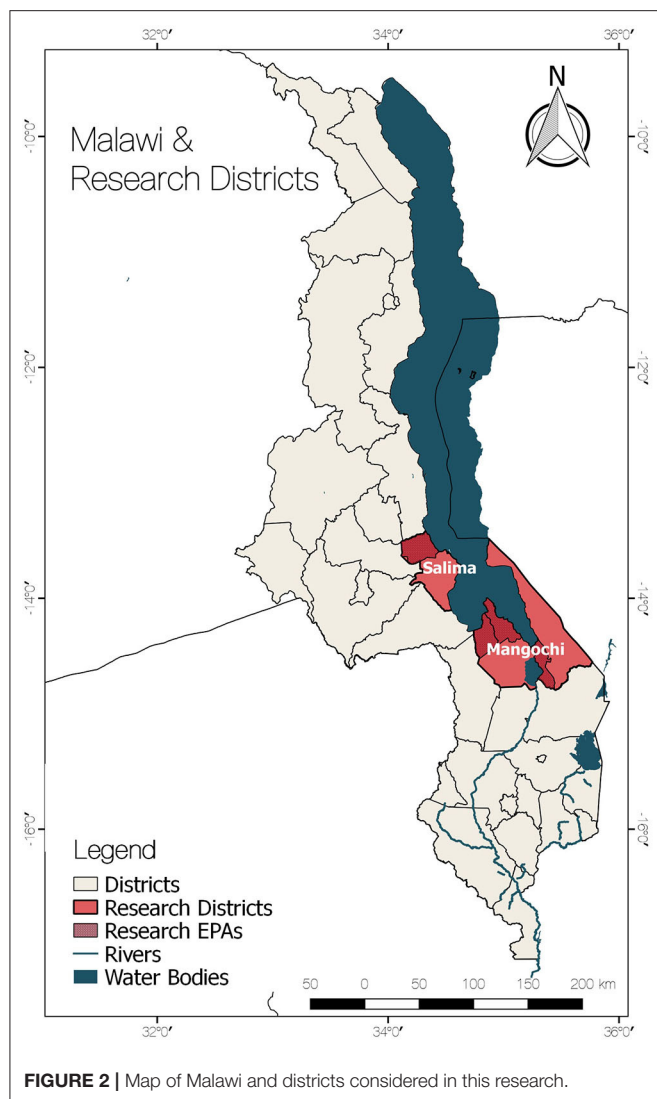 32°0′ 34°0′ 36°0′
Malawi &
Research Districts
N
-10°0′ -10°0′
-12°0′ -12°0′
Salima
-14°0′ -14°0′
Mangochi
-16°0′ -16°0′
Legend
Districts
Research Districts
Research EPAs
Rivers
Water Bodies
50 0 50 100 150 200 km
32°0′ 34°0′ 36°0′
FIGURE 2 | Map of Malawi and districts considered in this research.